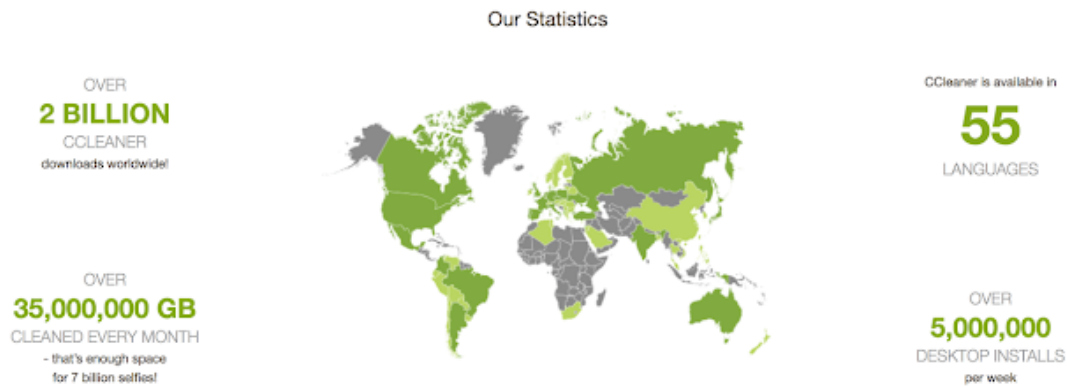 Our Statistics
OVER
2 BILLION
CCLEANER
downloads worldwide!
OVER
35,000,000 GB
CLEANED EVERY MONTH
- that's enough space
for 7 billion selfies!
CCleaner is available in
55
LANGUAGES
OVER
5,000,000
DESKTOP INSTALLS
per week